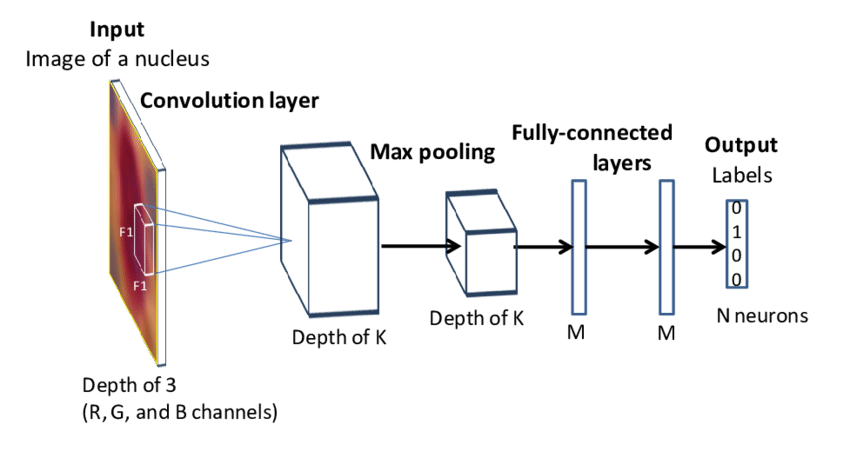 Input
Image of a nucleus
Convolution layer
F1
F1
Depth of 3
(R, G, and B channels)
Depth of K
Max pooling
Depth of K
Fully-connected
layers
M
M
Output
Labels
0
1
0
0
N neurons